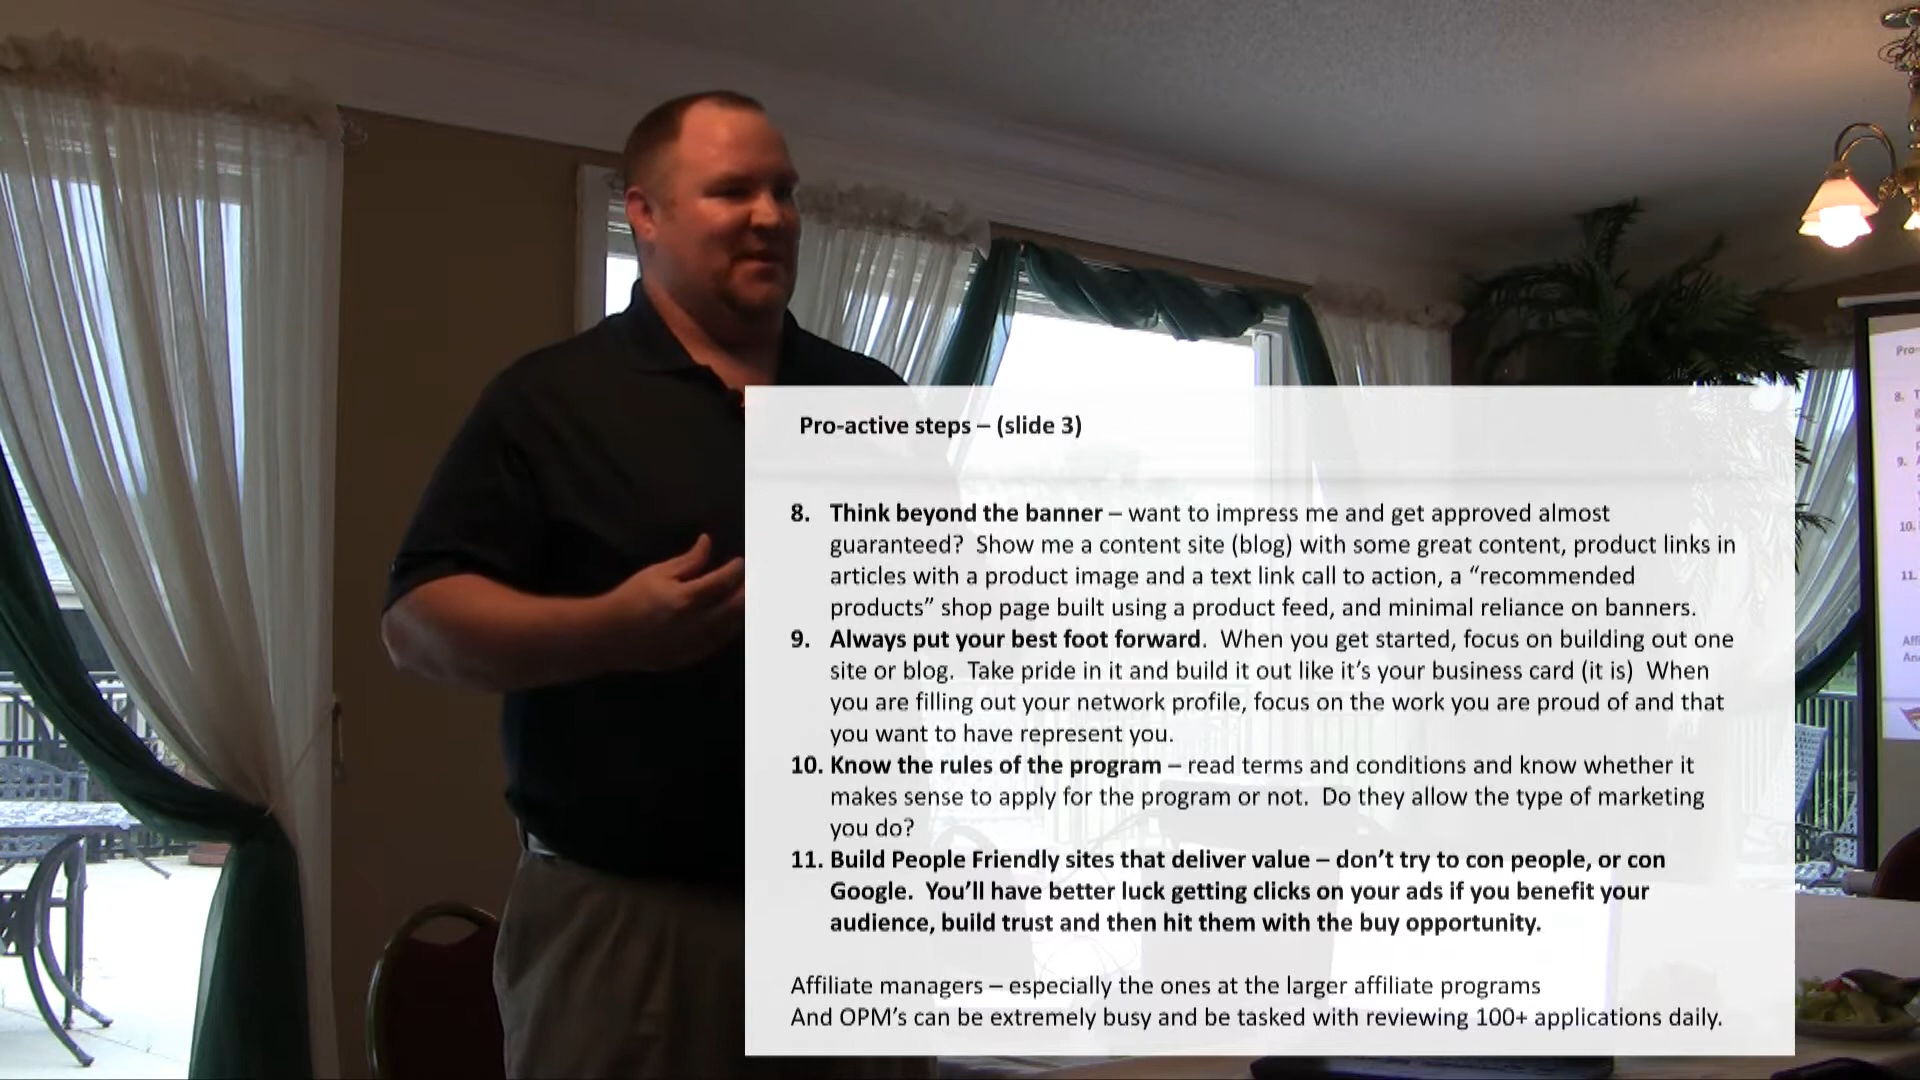 Pro-active steps – (slide 3)
8. Think beyond the banner – want to impress me and get approved almost
guaranteed?  Show me a content site (blog) with some great content, product links in
articles with a product image and a text link call to action, a “recommended
products” shop page built using a product feed, and minimal reliance on banners.
9. Always put your best foot forward.  When you get started, focus on building out one
site or blog.  Take pride in it and build it out like it’s your business card (it is)  When
you are filling out your network profile, focus on the work you are proud of and that
you want to have represent you.
10. Know the rules of the program – read terms and conditions and know whether it
makes sense to apply for the program or not.  Do they allow the type of marketing
you do?
11. Build People Friendly sites that deliver value – don’t try to con people, or con
Google.  You’ll have better luck getting clicks on your ads if you benefit your
audience, build trust and then hit them with the buy opportunity.
Affiliate managers – especially the ones at the larger affiliate programs
And OPM’s can be extremely busy and be tasked with reviewing 100+ applications daily.
8.
9.
10.
11.